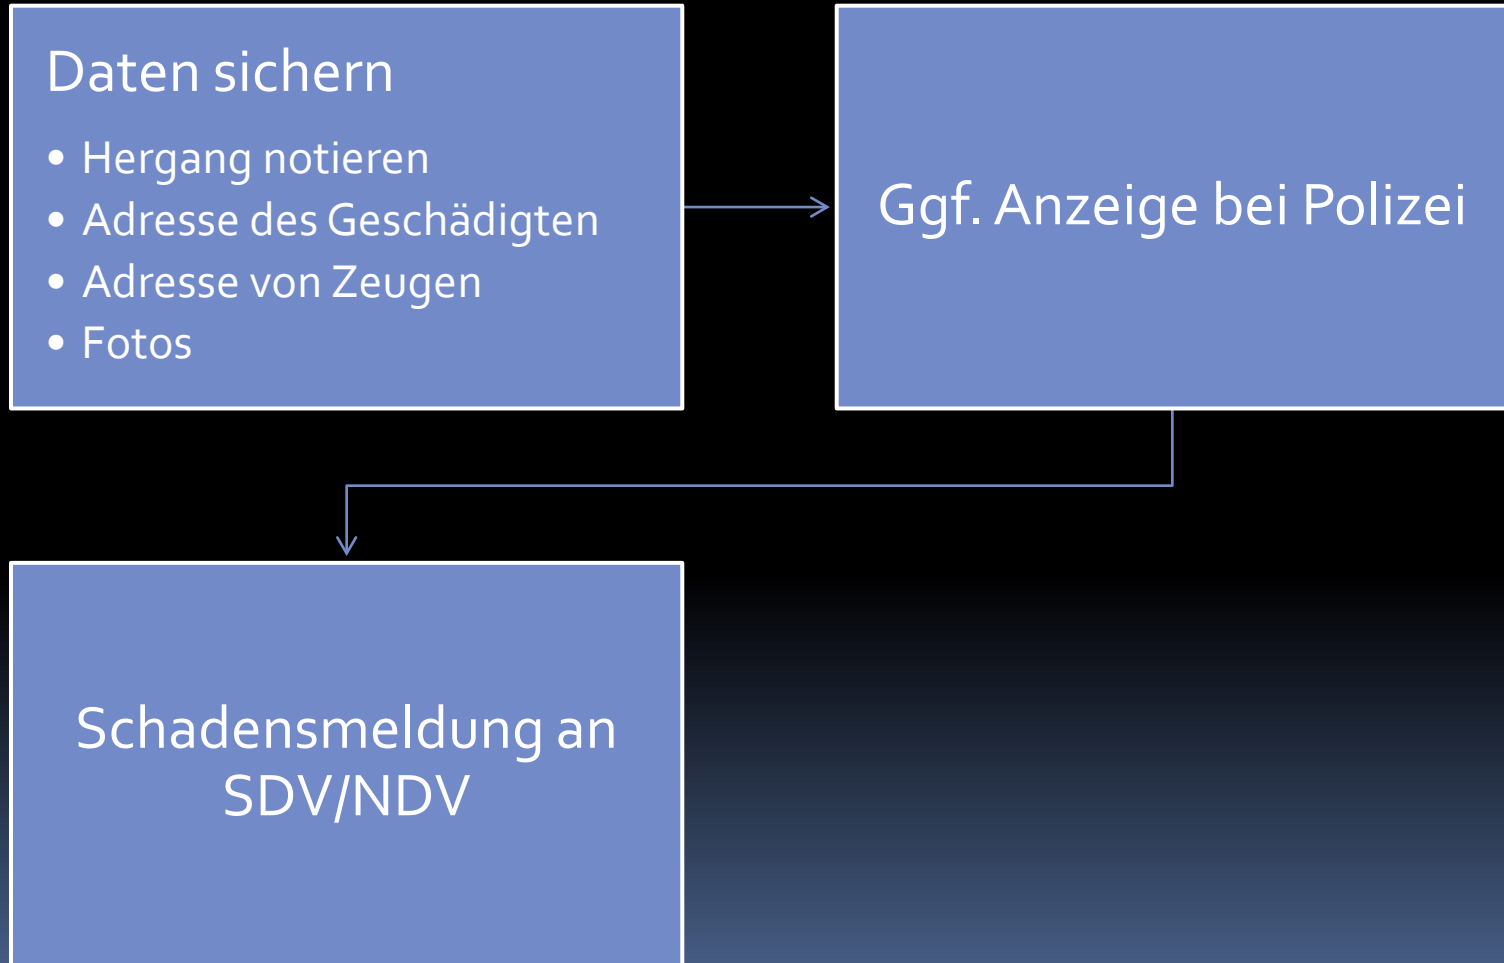 Daten sichern
• Hergang notieren
• Adresse des Geschädigten
• Adresse von Zeugen
• Fotos
Ggf. Anzeige bei Polizei
Schadensmeldung an
SDV/NDV